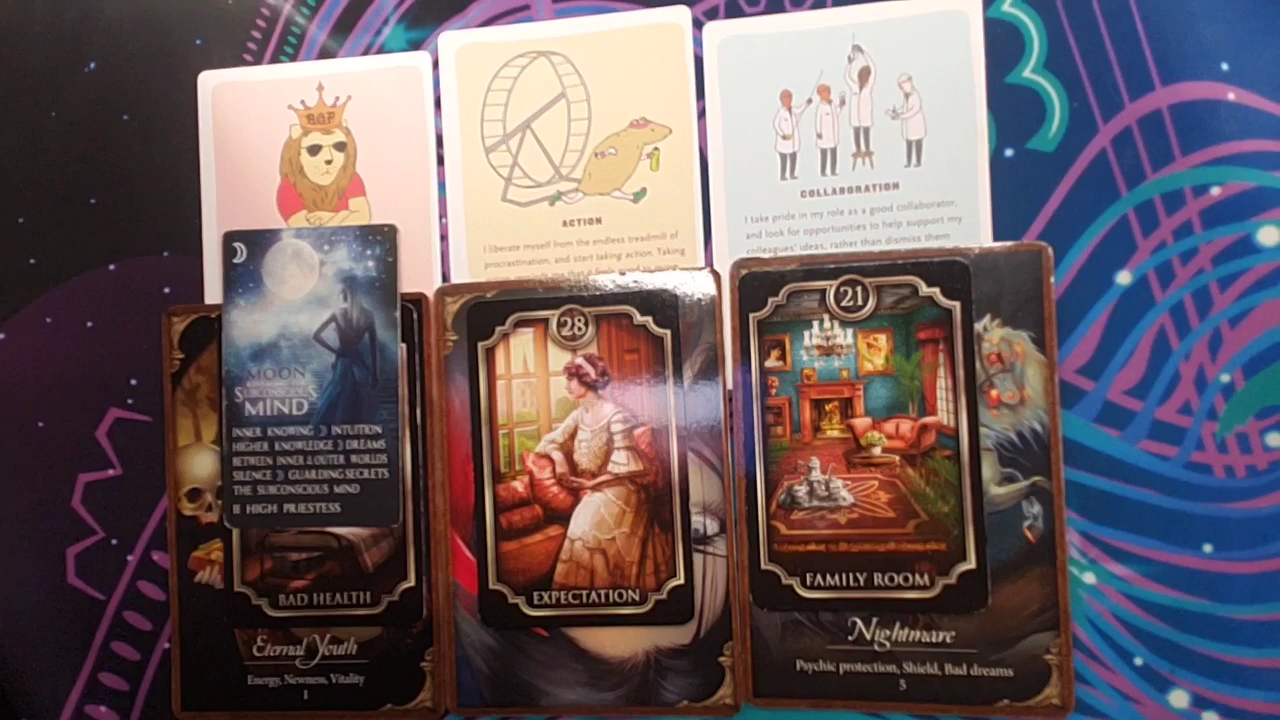 BGP
ACTION
I liberate myself from the endless treadmill of
procrastination, and start taking action. Taking
COLLABORATION
I take pride in my role as a good collaborator,
and look for opportunities to help support my
colleagues' ideas, rather than dismiss them
MOON
SUBCONSCIOUS
MIND
INNER KNOWING ☽ INTUITION
HIGHER KNOWLEDGE ☽ DREAMS
BETWEEN INNER & OUTER WORLDS
SILENCE ☽ GUARDING SECRETS
THE SUBCONSCIOUS MIND
II HIGH PRIESTESS
BAD HEALTH
Eternal Youth
Energy, Newness, Vitality
1
28
EXPECTATION
21
FAMILY ROOM
Nightmare
Psychic protection, Shield, Bad dreams
5